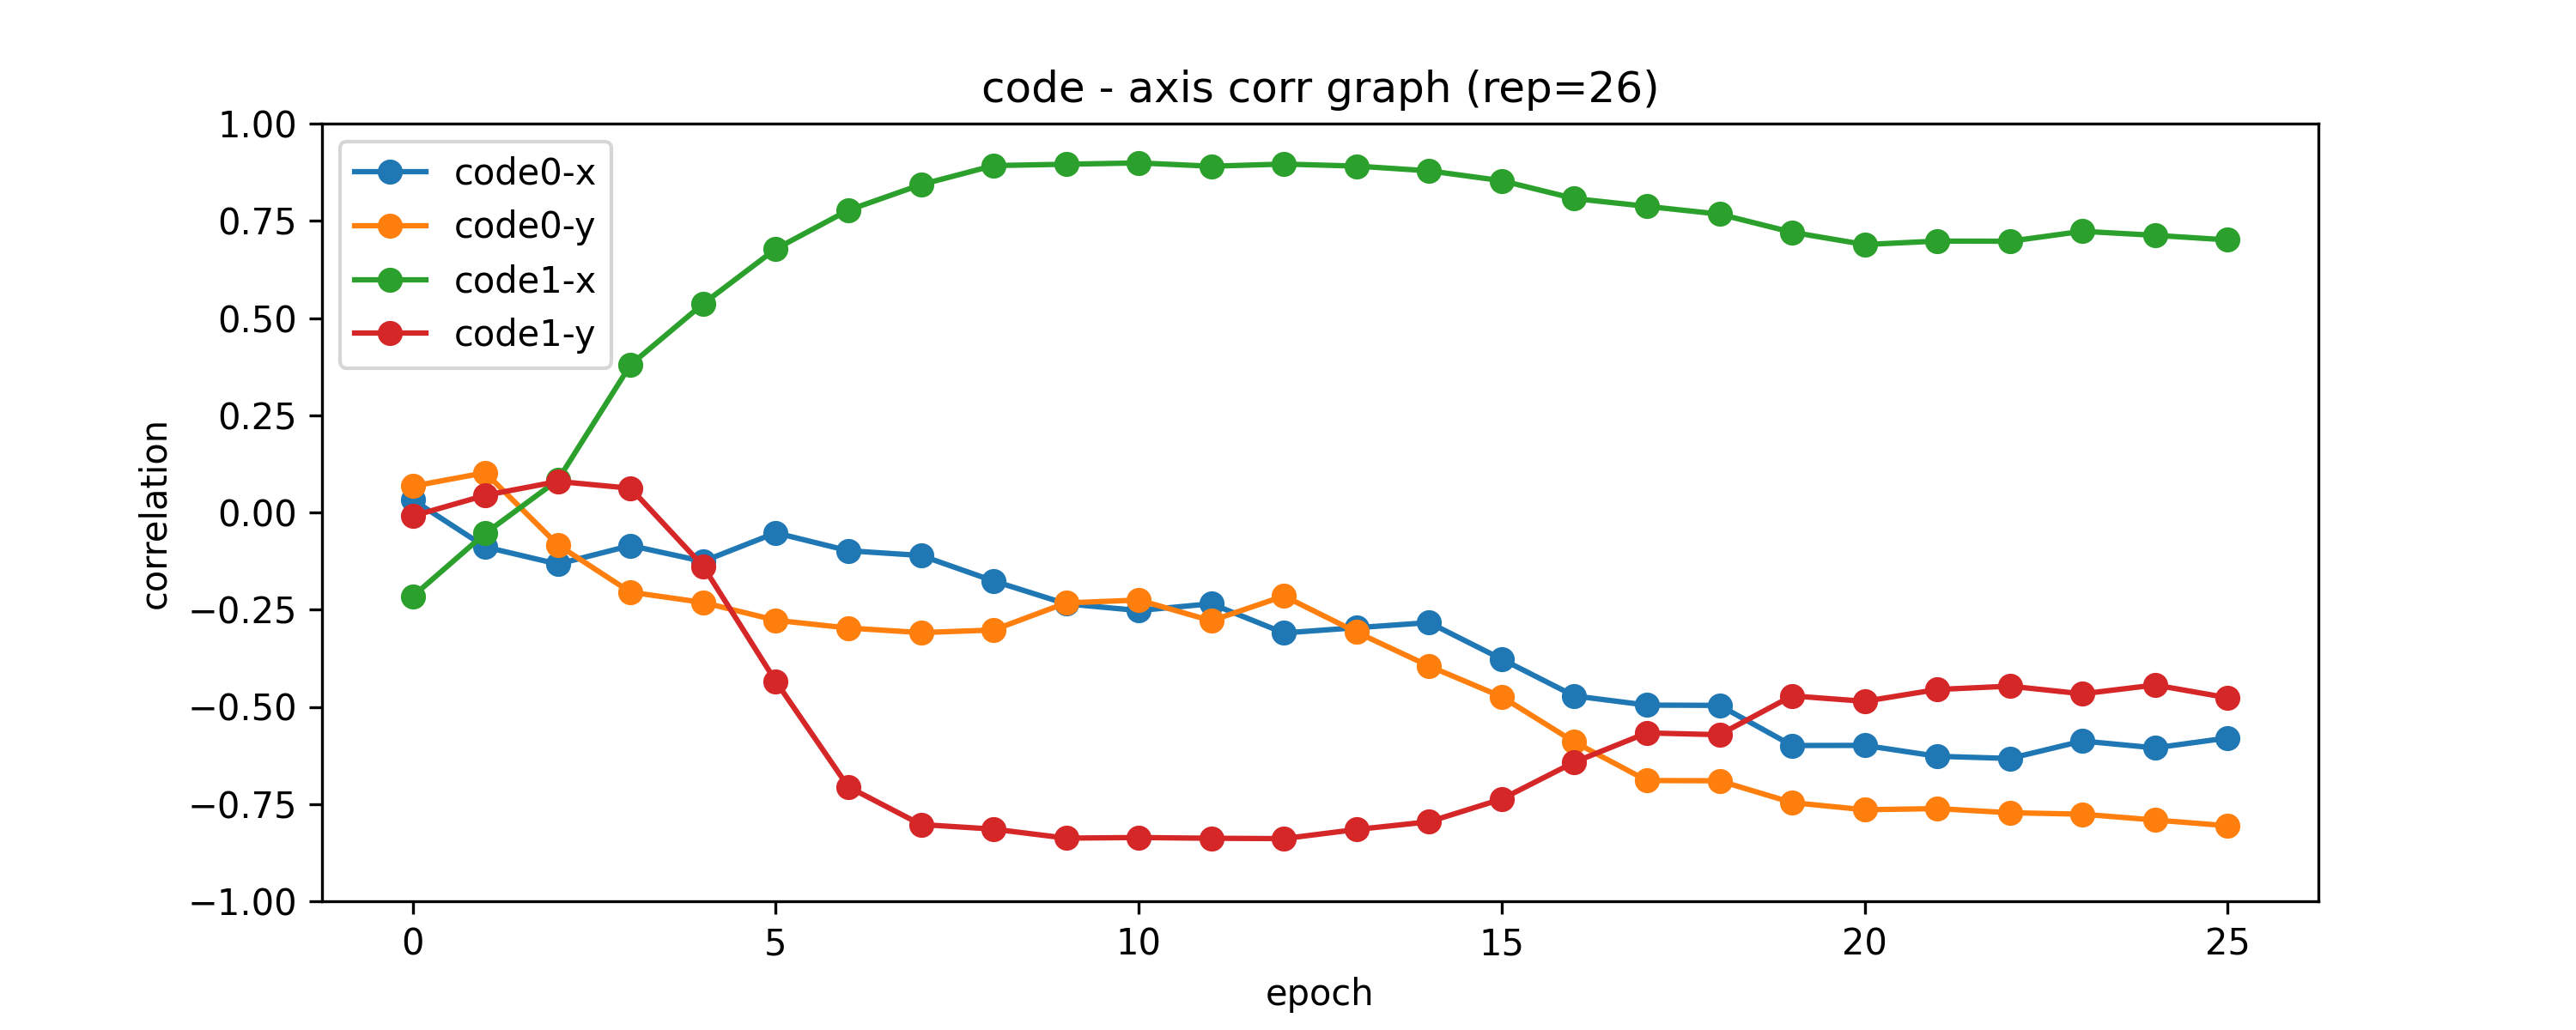 code - axis corr graph (rep=26)
1.00
0.75
0.50
0.25
0.00
−0.25
−0.50
−0.75
−1.00
correlation
code0-x
code0-y
code1-x
code1-y
0 5 10 15 20 25
epoch